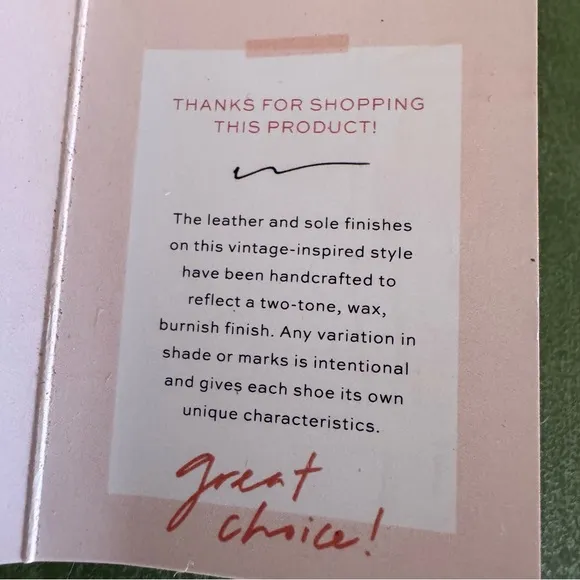 THANKS FOR SHOPPING
THIS PRODUCT!
The leather and sole finishes
on this vintage-inspired style
have been handcrafted to
reflect a two-tone, wax,
burnish finish. Any variation in
shade or marks is intentional
and gives each shoe its own
unique characteristics.
great
choice!